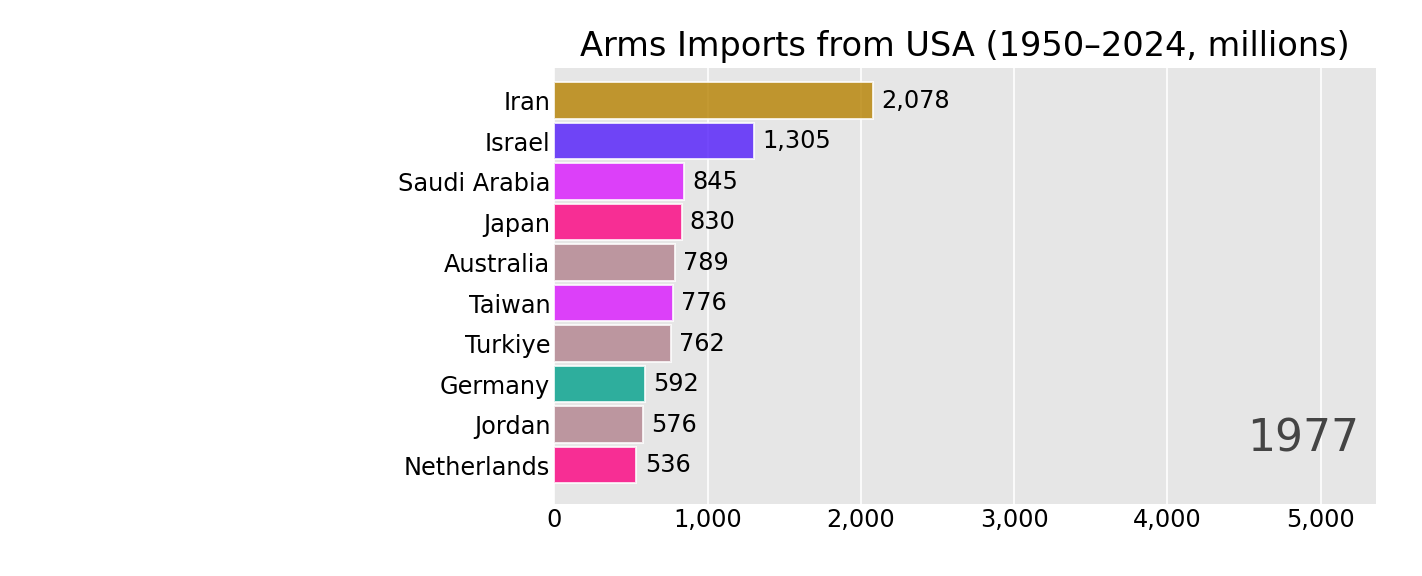 Arms Imports from USA (1950–2024, millions)
Iran 2,078
Israel 1,305
Saudi Arabia 845
Japan 830
Australia 789
Taiwan 776
Turkiye 762
Germany 592
Jordan 576
Netherlands 536
1977
0 1,000 2,000 3,000 4,000 5,000